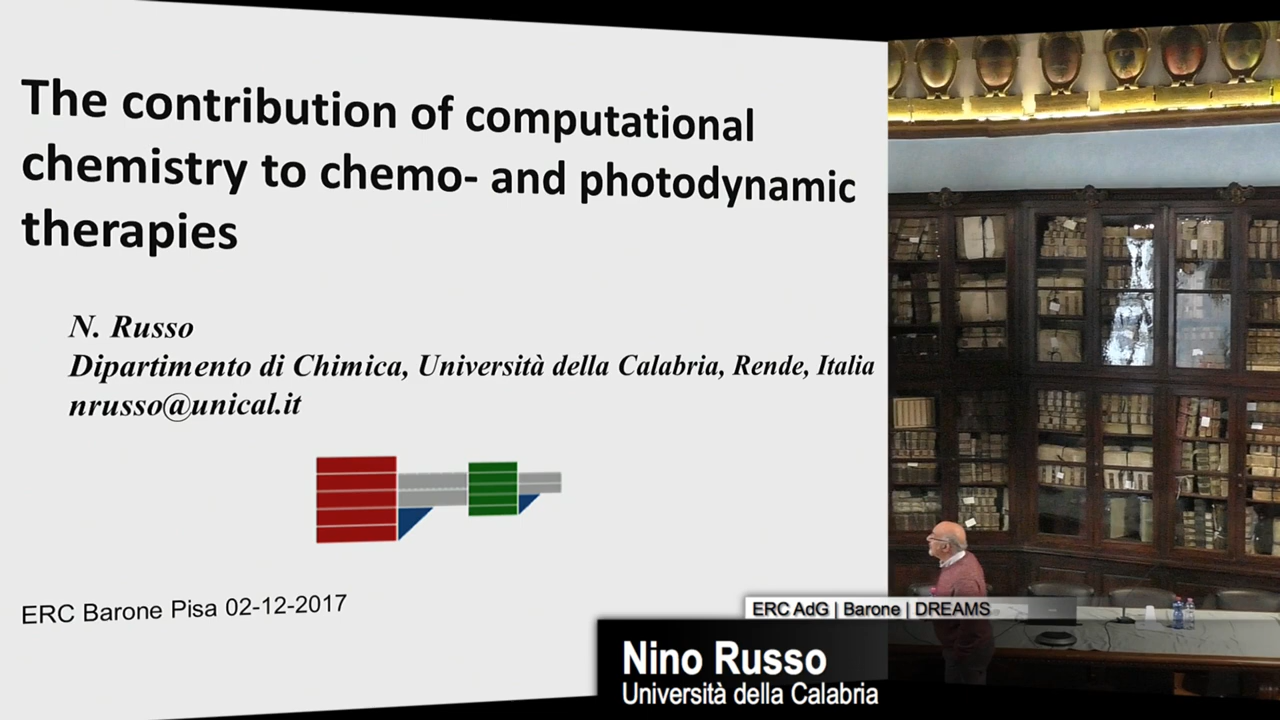 The contribution of computational
chemistry to chemo- and photodynamic
therapies
N. Russo
Dipartimento di Chimica, Università della Calabria, Rende, Italia
nrusso@unical.it
ERC Barone Pisa 02-12-2017
ERC AdG | Barone | DREAMS
Nino Russo
Università della Calabria